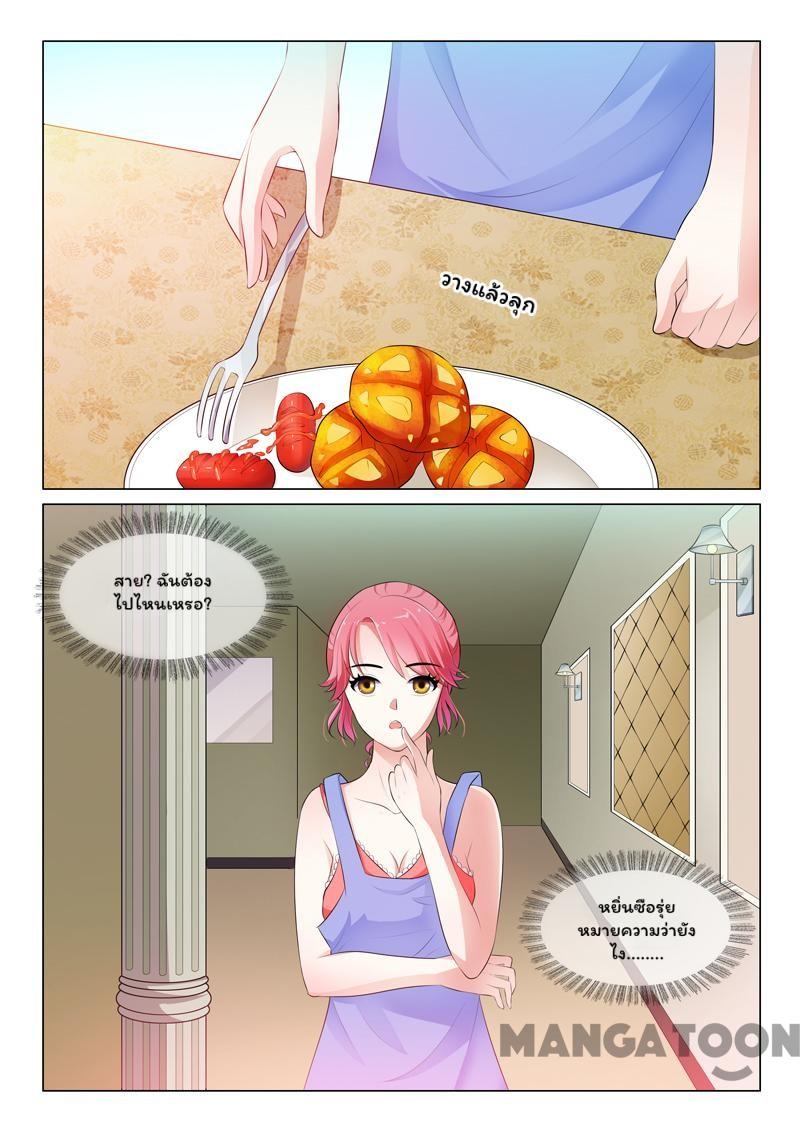 วางแล้วลุก
สาย? ฉันต้อง
ไปไหนเหรอ?
หยิ่นซือรุ่ย
หมายความว่ายัง
ไง........
MANGATOON